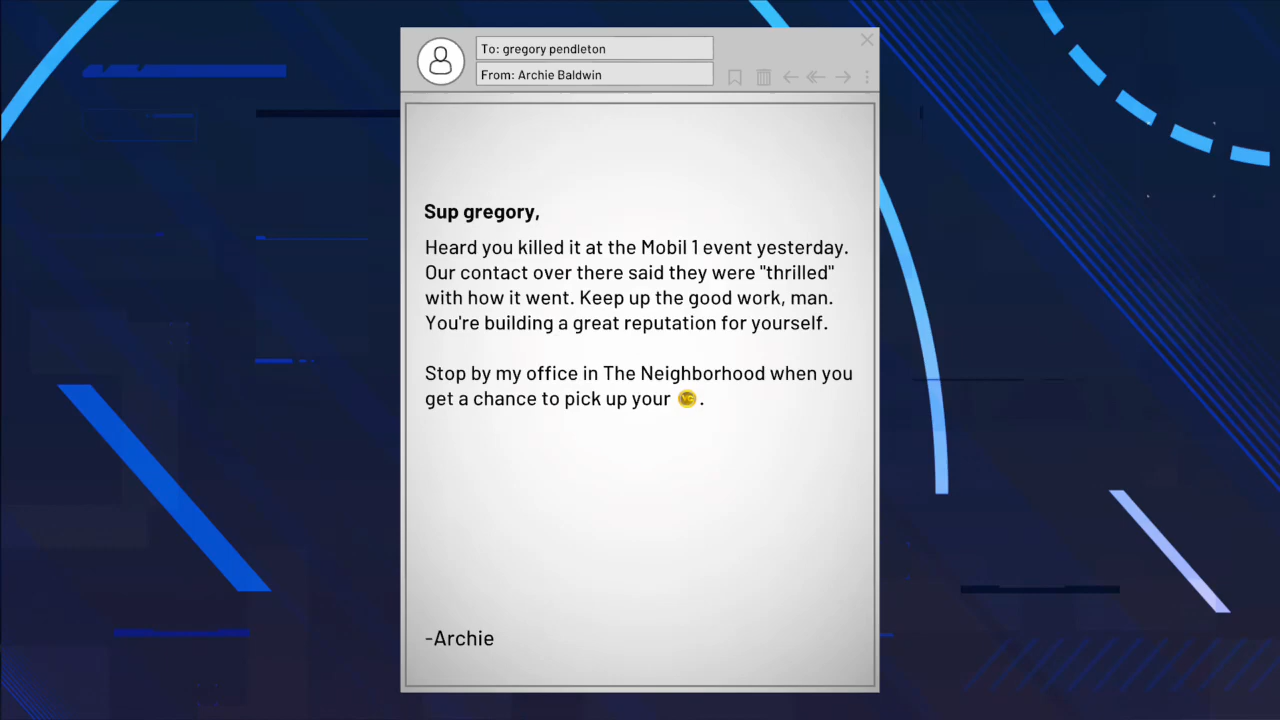 To: gregory pendleton
From: Archie Baldwin
Sup gregory,
Heard you killed it at the Mobil 1 event yesterday.
Our contact over there said they were "thrilled"
with how it went. Keep up the good work, man.
You're building a great reputation for yourself.
Stop by my office in The Neighborhood when you
get a chance to pick up your VC.
-Archie